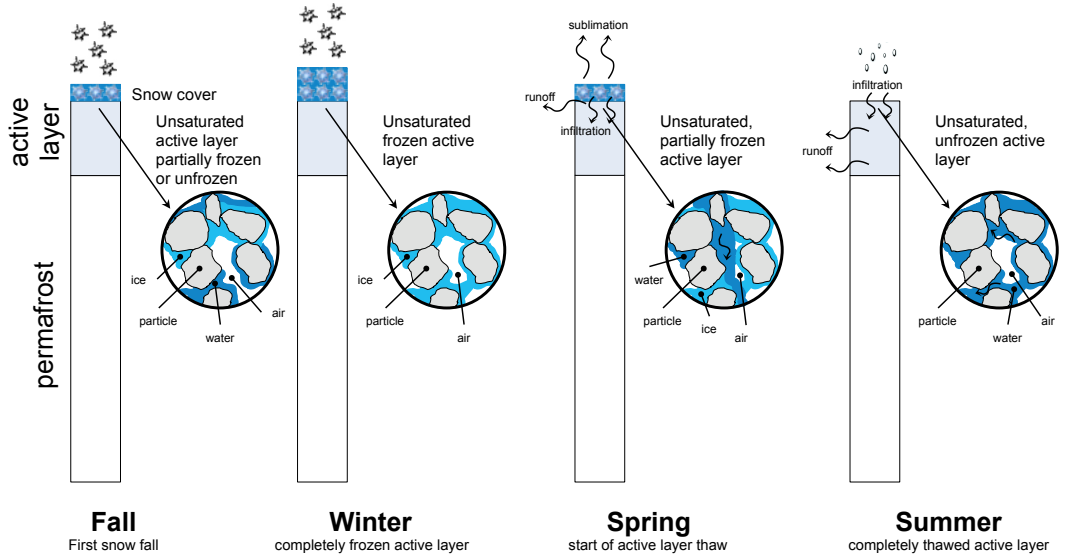 active
layer
permafrost
Snow cover
Unsaturated
active layer
partially frozen
or unfrozen
ice
particle
water
air
Fall
First snow fall
Unsaturated
frozen active
layer
ice
particle
air
Winter
completely frozen active layer
sublimation
runoff
infiltration
Unsaturated,
partially frozen
active layer
water
particle
ice
air
Spring
start of active layer thaw
infiltration
runoff
Unsaturated,
unfrozen active
layer
particle
water
air
Summer
completely thawed active layer